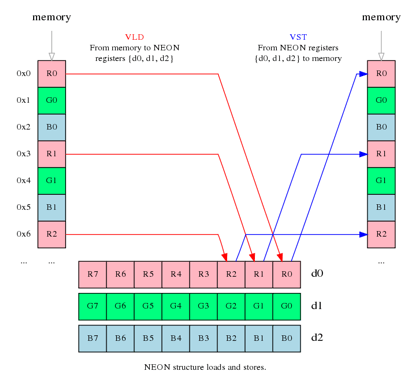 memory
memory
VLD
VST
From memory to NEON
From NEON registers
registers {d0, d1, d2}
{d0, d1, d2} to memory
0x0 R0 R0
0x1 G0 G0
0x2 B0 B0
0x3 R1 R1
0x4 G1 G1
0x5 B1 B1
0x6 R2 R2
... ... ...
R7 R6 R5 R4 R3 R2 R1 R0 d0
G7 G6 G5 G4 G3 G2 G1 G0 d1
B7 B6 B5 B4 B3 B2 B1 B0 d2
NEON structure loads and stores.